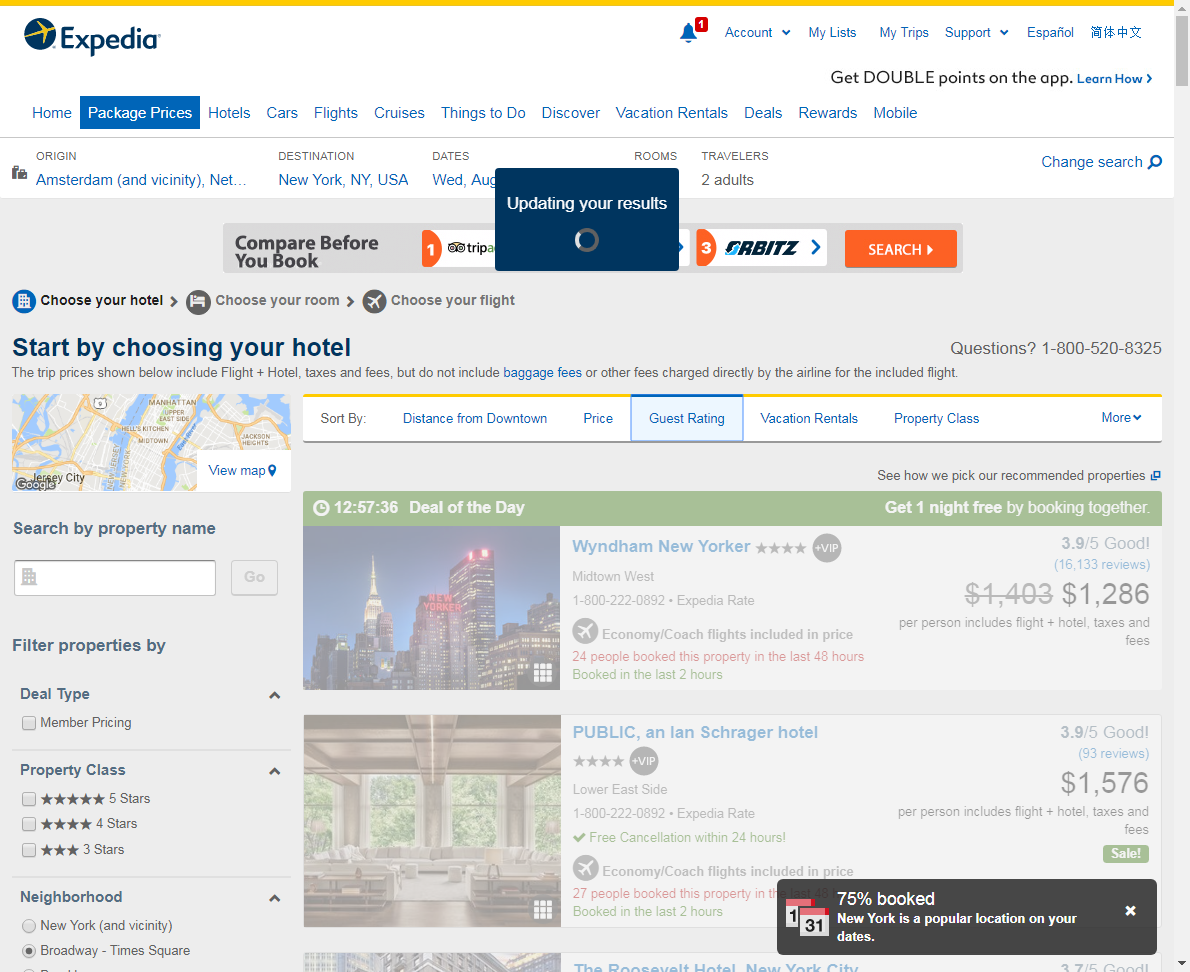 Expedia
1
Account
My Lists
My Trips
Support
Español
简体中文
Get DOUBLE points on the app. Learn How
Home
Package Prices
Hotels
Cars
Flights
Cruises
Things to Do
Discover
Vacation Rentals
Deals
Rewards
Mobile
ORIGIN
Amsterdam (and vicinity), Net...
DESTINATION
New York, NY, USA
DATES
Wed, Aug
ROOMS
TRAVELERS
2 adults
Change search
Updating your results
Compare Before
You Book
1
3
ORBITZ
SEARCH
Choose your hotel
Choose your room
Choose your flight
Start by choosing your hotel
Questions? 1-800-520-8325
The trip prices shown below include Flight + Hotel, taxes and fees, but do not include baggage fees or other fees charged directly by the airline for the included flight.
9
MANHATTAN
UPPER
EAST SIDE
HELL'S KITCHEN
MIDTOWN
JACKSON
HEIGHTS
NEW JERSEY
NEW YORK
East River
Jersey City
Google
View map
Sort By:
Distance from Downtown
Price
Guest Rating
Vacation Rentals
Property Class
More
See how we pick our recommended properties
Search by property name
Go
Filter properties by
Deal Type
Member Pricing
Property Class
5 Stars
4 Stars
3 Stars
Neighborhood
New York (and vicinity)
Broadway - Times Square
12:57:36 Deal of the Day
Get 1 night free by booking together.
NEW
YORKER
Wyndham New Yorker
+VIP
3.9/5 Good!
(16,133 reviews)
Midtown West
1-800-222-0892 • Expedia Rate
$1,403 $1,286
per person includes flight + hotel, taxes and
fees
Economy/Coach flights included in price
24 people booked this property in the last 48 hours
Booked in the last 2 hours
PUBLIC, an Ian Schrager hotel
+VIP
3.9/5 Good!
(93 reviews)
Lower East Side
1-800-222-0892 • Expedia Rate
$1,576
per person includes flight + hotel, taxes and
fees
Sale!
Free Cancellation within 24 hours!
Economy/Coach flights included in price
27 people booked this property in the last 48
Booked in the last 2 hours
The Roosevelt Hotel, New York City
3.7/5 Good!
1
31
75% booked
New York is a popular location on your
dates.